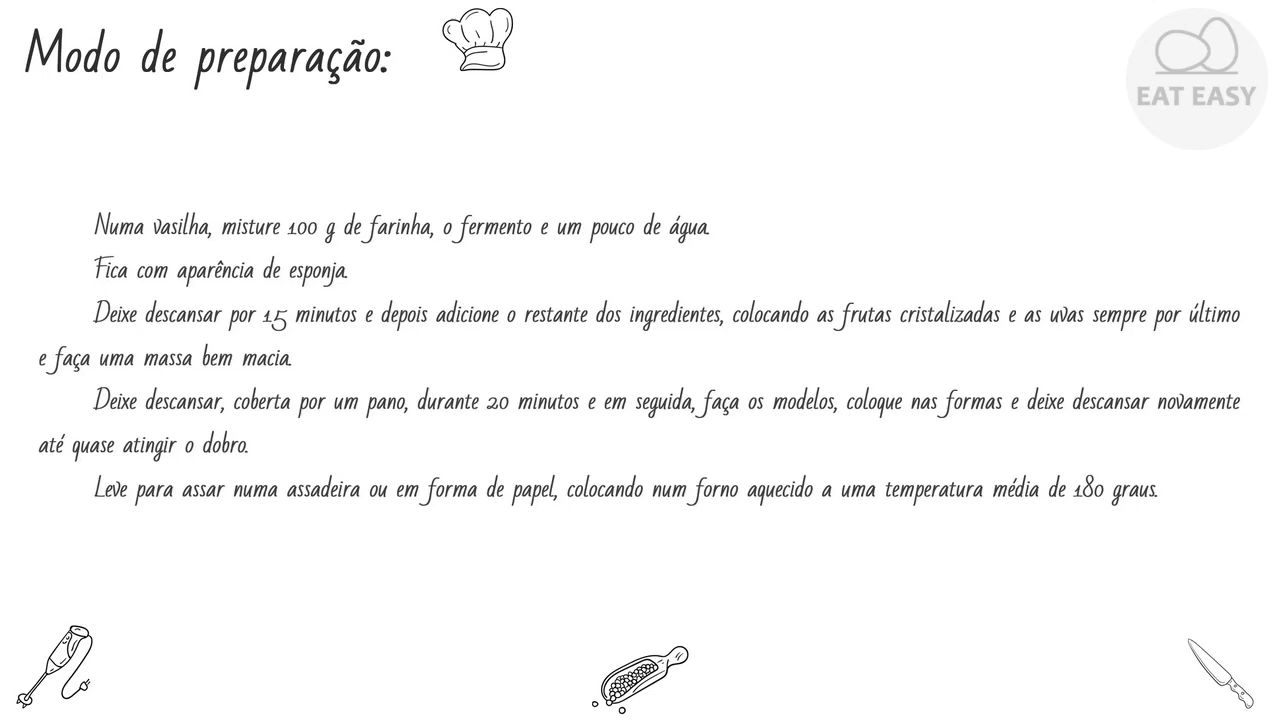 Modo de preparação:
EAT EASY
Numa vasilha, misture 100 g de farinha, o fermento e um pouco de água.
Fica com aparência de esponja.
Deixe descansar por 15 minutos e depois adicione o restante dos ingredientes, colocando as frutas cristalizadas e as uvas sempre por último
e faça uma massa bem macia.
Deixe descansar, coberta por um pano, durante 20 minutos e em seguida, faça os modelos, coloque nas formas e deixe descansar novamente
até quase atingir o dobro.
Leve para assar numa assadeira ou em forma de papel, colocando num forno aquecido a uma temperatura média de 180 graus.